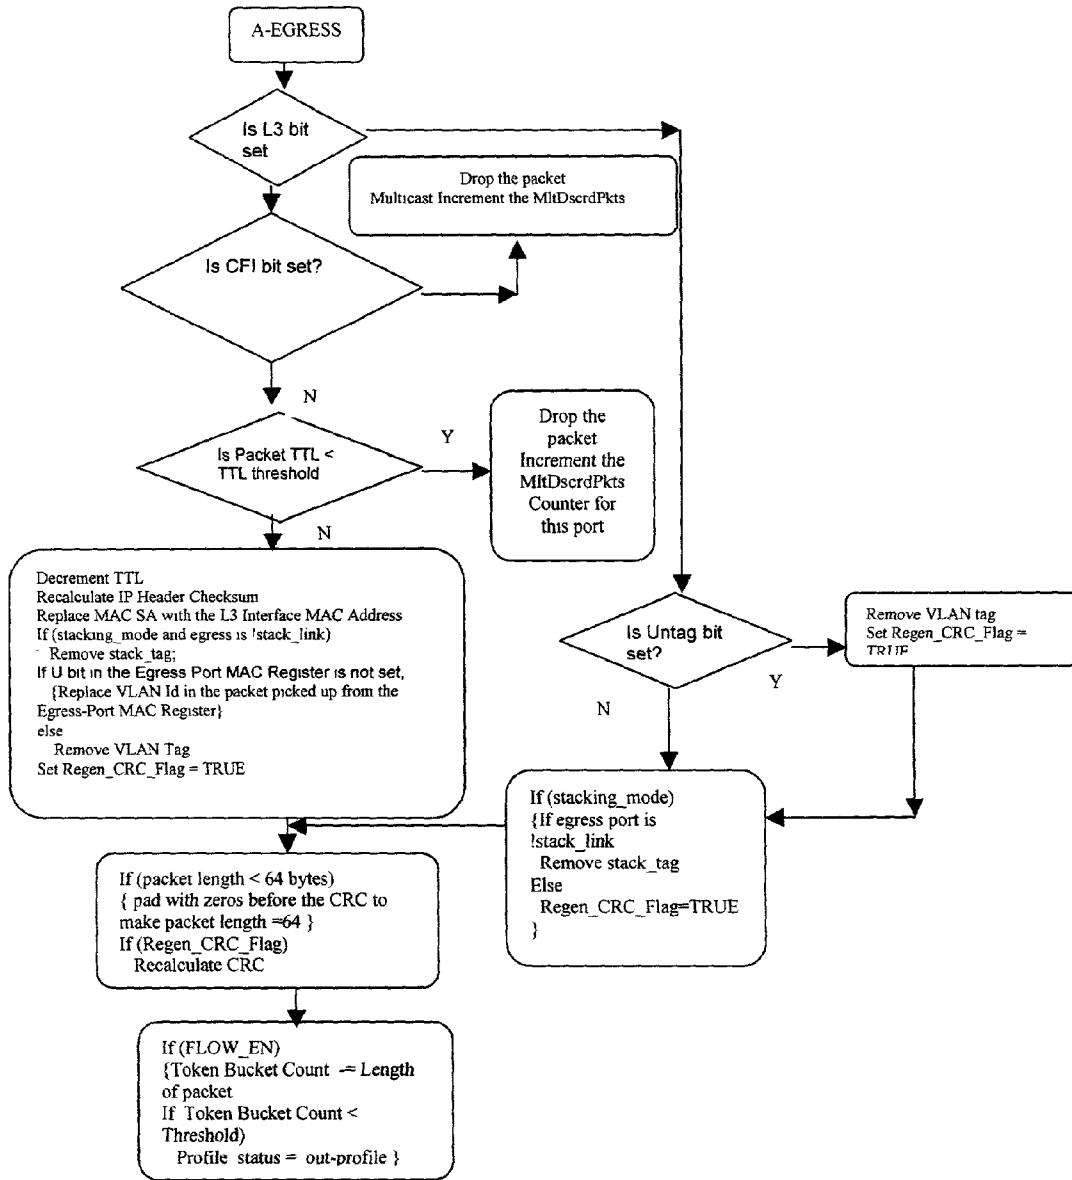 A-EGRESS
Is L3 bit
set
Drop the packet
Multicast Increment the MltDscrdPkts
Is CFI bit set?
N
Is Packet TTL <
TTL threshold
Y
Drop the
packet
Increment the
MltDscrdPkts
Counter for
this port
N
Decrement TTL
Recalculate IP Header Checksum
Replace MAC SA with the L3 Interface MAC Address
If (stacking_mode and egress is !stack_link)
Remove stack_tag;
If U bit in the Egress Port MAC Register is not set,
{Replace VLAN Id in the packet picked up from the
Egress-Port MAC Register}
else
Remove VLAN Tag
Set Regen_CRC_Flag = TRUE
Is Untag bit
set?
Y
Remove VLAN tag
Set Regen_CRC_Flag =
TRUE
N
If (stacking_mode)
{If egress port is
!stack_link
Remove stack_tag
Else
Regen_CRC_Flag=TRUE
}
If (packet length < 64 bytes)
{ pad with zeros before the CRC to
make packet length =64 }
If (Regen_CRC_Flag)
Recalculate CRC
If (FLOW_EN)
{Token Bucket Count -= Length
of packet
If Token Bucket Count <
Threshold)
Profile_status = out-profile }